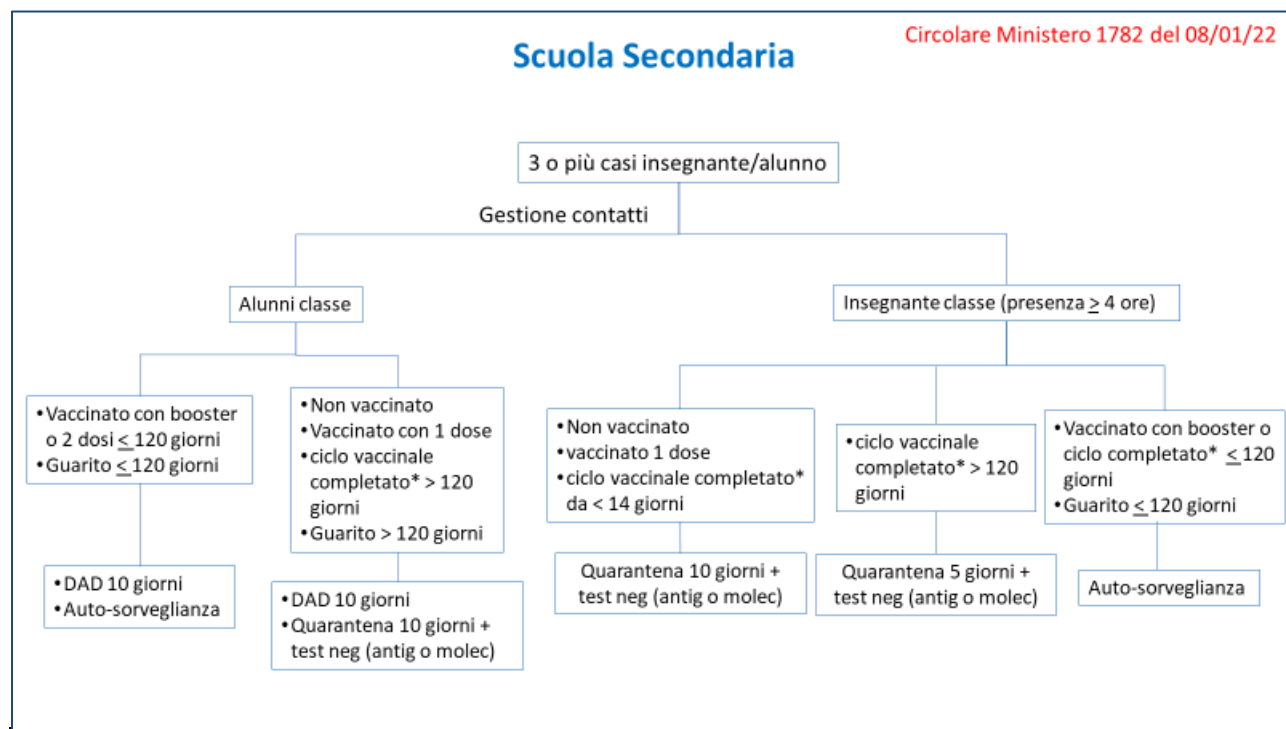 Circolare Ministero 1782 del 08/01/22
Scuola Secondaria
3 o più casi insegnante/alunno
Gestione contatti
Alunni classe
Insegnante classe (presenza > 4 ore)
•Vaccinato con booster
o 2 dosi < 120 giorni
•Guarito < 120 giorni
•Non vaccinato
•Vaccinato con 1 dose
•ciclo vaccinale
completato* > 120
giorni
•Guarito > 120 giorni
•Non vaccinato
•vaccinato 1 dose
•ciclo vaccinale completato*
da < 14 giorni
•ciclo vaccinale
completato* > 120
giorni
•Vaccinato con booster o
ciclo completato* <120
giorni
•Guarito < 120 giorni
•DAD 10 giorni
•Auto-sorveglianza
•DAD 10 giorni
•Quarantena 10 giorni +
test neg (antig o molec)
Quarantena 10 giorni +
test neg (antig o molec)
Quarantena 5 giorni +
test neg (antig o molec)
Auto-sorveglianza